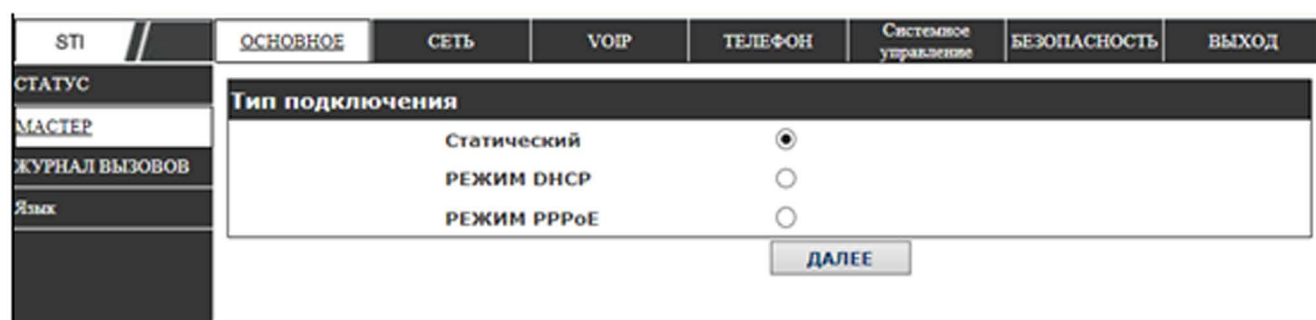 STI
ОСНОВНОЕ
СЕТЬ
VOIP
ТЕЛЕФОН
Системное
управление
БЕЗОПАСНОСТЬ
ВЫХОД
СТАТУС
МАСТЕР
ЖУРНАЛ ВЫЗОВОВ
Язык
Тип подключения
Статический
РЕЖИМ DHCP
РЕЖИМ PPPoE
ДАЛЕЕ